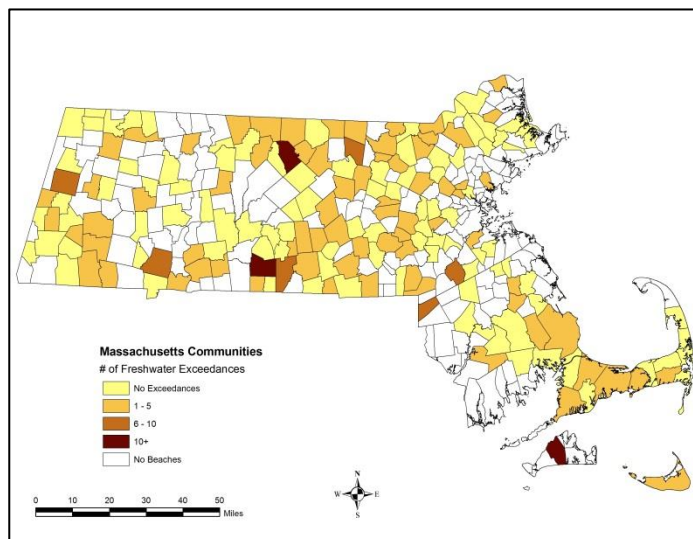 Massachusetts Communities
# of Freshwater Exceedances
No Exceedances
1 - 5
6 - 10
10+
No Beaches
0 10 20 30 40 50
Miles
N
W E
S